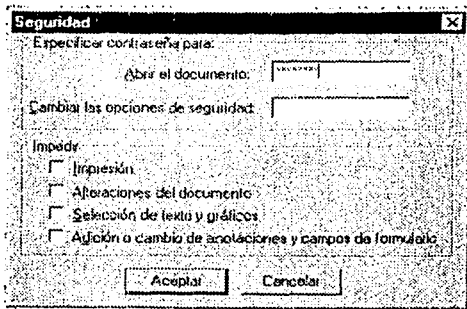 Seguridad
Especificar contraseña para:
Abrir el documento: ********
Cambiar las opciones de seguridad:
Impedir
Impresión
Alteraciones del documento
Selección de texto y gráficos
Adición o cambio de anotaciones y campos de formulario
Aceptar Cancelar